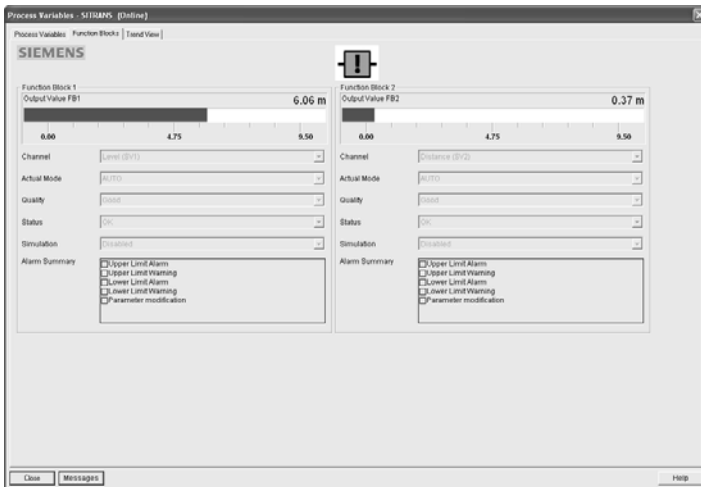 Process Variables - SITRANS (Online)
Process Variables Function Blocks Trend View
SIEMENS
Function Block 1
Output Value FB1 6.06 m
0.00 4.75 9.50
Channel Level (SV1)
Actual Mode AUTO
Quality Good
Status OK
Simulation Disabled
Alarm Summary
Upper Limit Alarm
Upper Limit Warning
Lower Limit Alarm
Lower Limit Warning
Parameter modification
!
Function Block 2
Output Value FB2 0.37 m
0.00 4.75 9.50
Channel Distance (SV2)
Actual Mode AUTO
Quality Good
Status OK
Simulation Disabled
Alarm Summary
Upper Limit Alarm
Upper Limit Warning
Lower Limit Alarm
Lower Limit Warning
Parameter modification
Close Messages Help